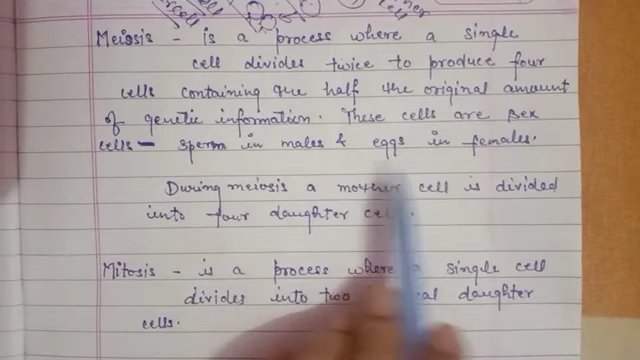 cell
Meiosis - is a process where a single
cell divides twice to produce four
cells containing the half the original amount
of genetic information. These cells are sex
cells - sperm in males & eggs in females.
During meiosis a mother cell is divided
into four daughter cells.
Mitosis - is a process where a single cell
divides into two daughter
cells.